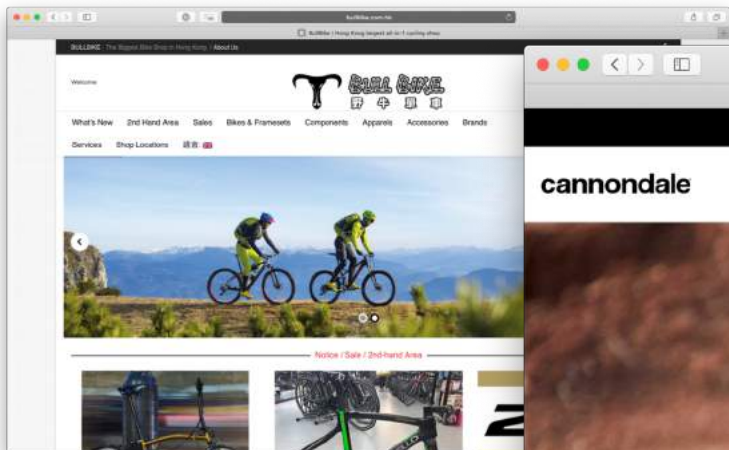 bullbike.com.hk
BullBike | Hong Kong largest all-in-1 cycling shop
BULLBIKE - The Biggest Bike Shop in Hong Kong. | About Us
Welcome
BULL BIKE
野牛單車
What's New 2nd Hand Area Sales Bikes & Framesets Components Apparels Accessories Brands
Services Shop Locations 語言:
cannondale
Notice / Sale / 2nd-hand Area